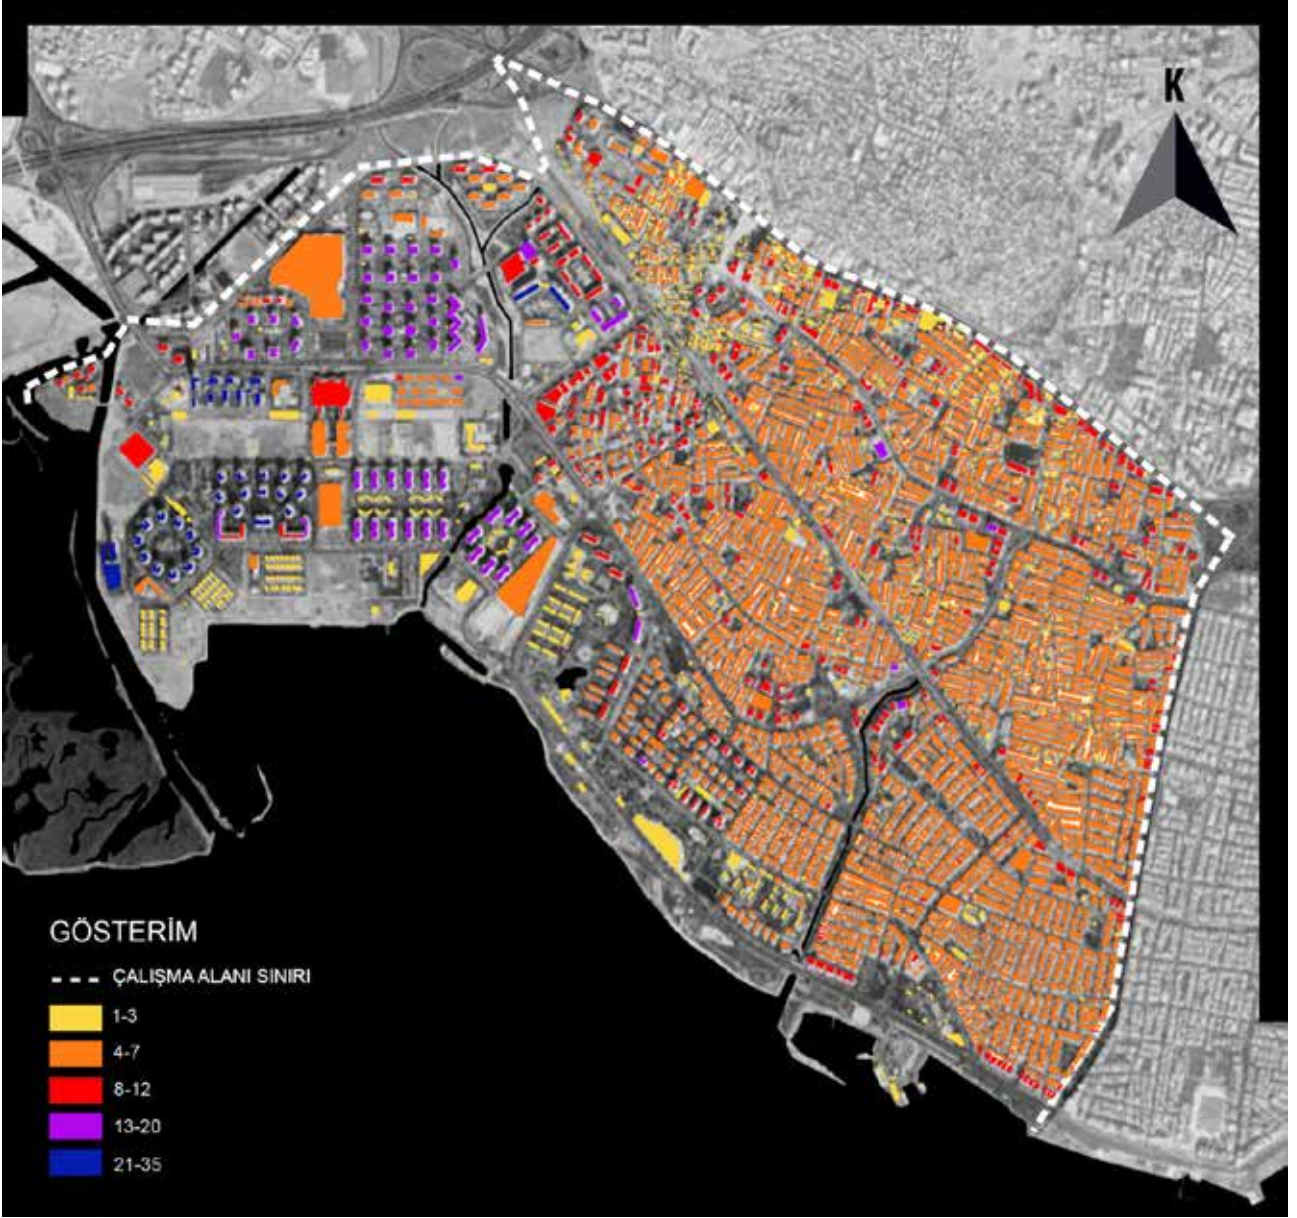 K
GÖSTERİM
ÇALIŞMA ALANI SINIRI
1-3
4-7
8-12
13-20
21-35